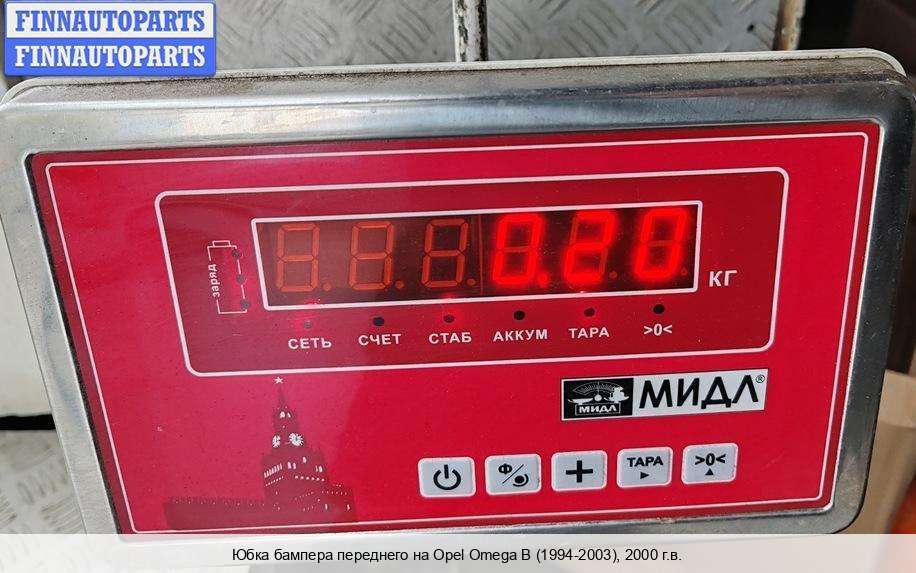 FINNAUTOPARTS
FINNAUTOPARTS
заряд
0.20 КГ
СЕТЬ СЧЕТ СТАБ АККУМ ТАРА >0<
МИДЛ МИДЛ®
Ф/ + ТАРА >0<
Юбка бампера переднего на Opel Omega B (1994-2003), 2000 г.в.